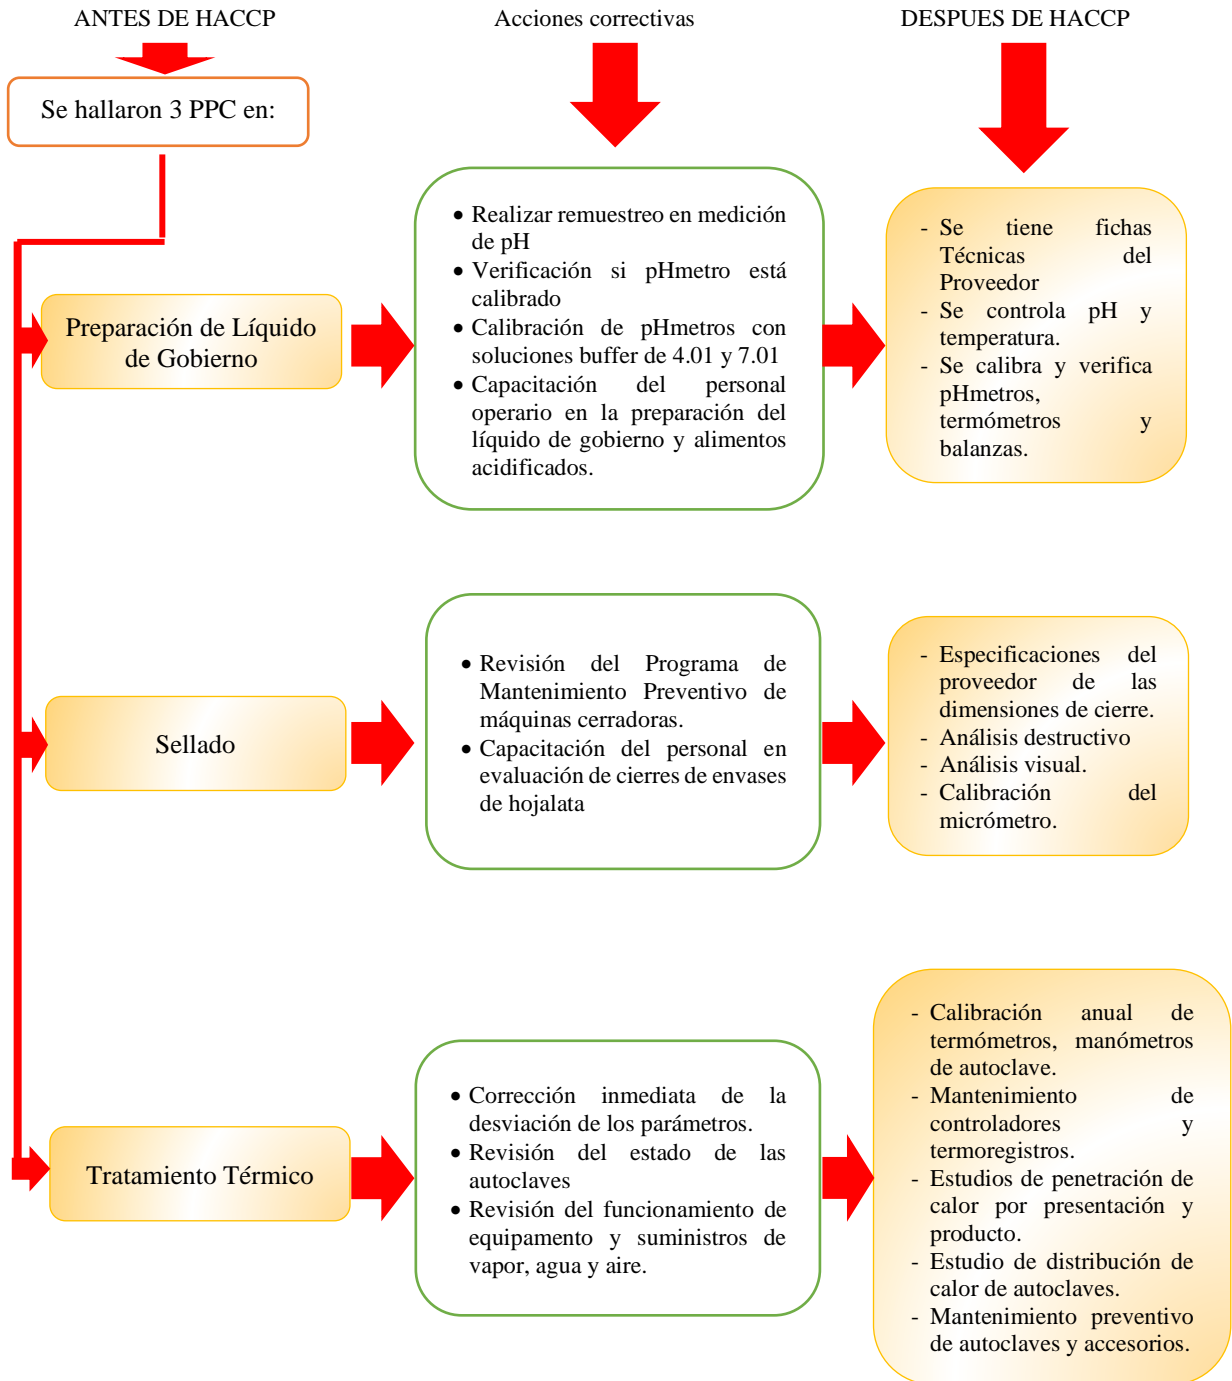 ANTES DE HACCP
Acciones correctivas
DESPUES DE HACCP
Se hallaron 3 PPC en:
Preparación de Líquido
de Gobierno
• Realizar remuestreo en medición
de pH
• Verificación si pHmetro está
calibrado
• Calibración de pHmetros con
soluciones buffer de 4.01 y 7.01
• Capacitación del personal
operario en la preparación del
líquido de gobierno y alimentos
acidificados.
- Se tiene fichas
Técnicas del
Proveedor
- Se controla pH y
temperatura.
- Se calibra y verifica
pHmetros,
termómetros y
balanzas.
Sellado
• Revisión del Programa de
Mantenimiento Preventivo de
máquinas cerradoras.
• Capacitación del personal en
evaluación de cierres de envases
de hojalata
- Especificaciones del
proveedor de las
dimensiones de cierre.
- Análisis destructivo
- Análisis visual.
- Calibración del
micrómetro.
Tratamiento Térmico
• Corrección inmediata de la
desviación de los parámetros.
• Revisión del estado de las
autoclaves
• Revisión del funcionamiento de
equipamento y suministros de
vapor, agua y aire.
- Calibración anual de
termómetros, manómetros
de autoclave.
- Mantenimiento de
controladores y
termoregistros.
- Estudios de penetración de
calor por presentación y
producto.
- Estudio de distribución de
calor de autoclaves.
- Mantenimiento preventivo
de autoclaves y accesorios.